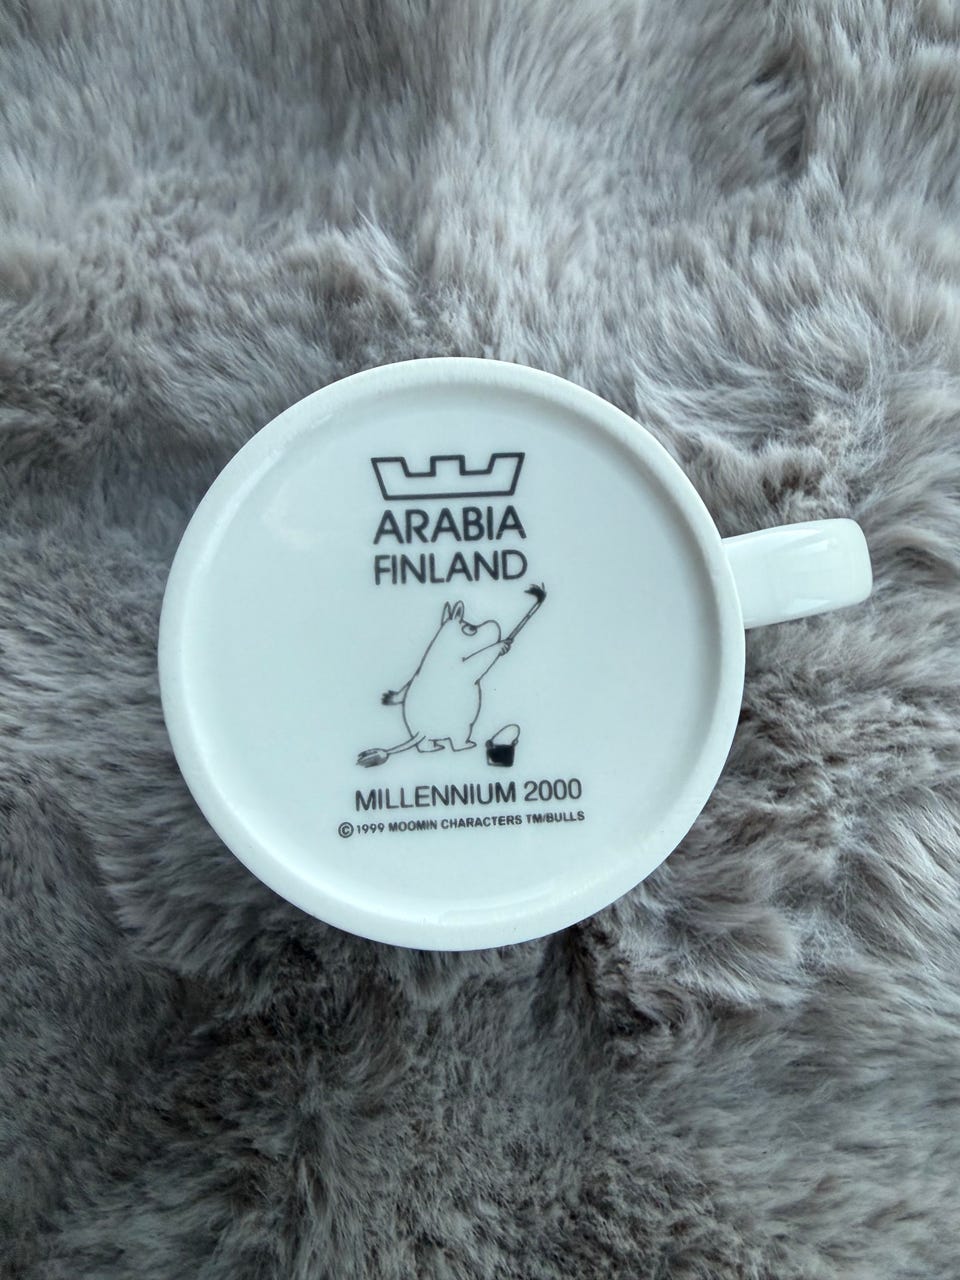 ARABIA
FINLAND
MILLENNIUM 2000
©1999 MOOMIN CHARACTERS TM/BULLS